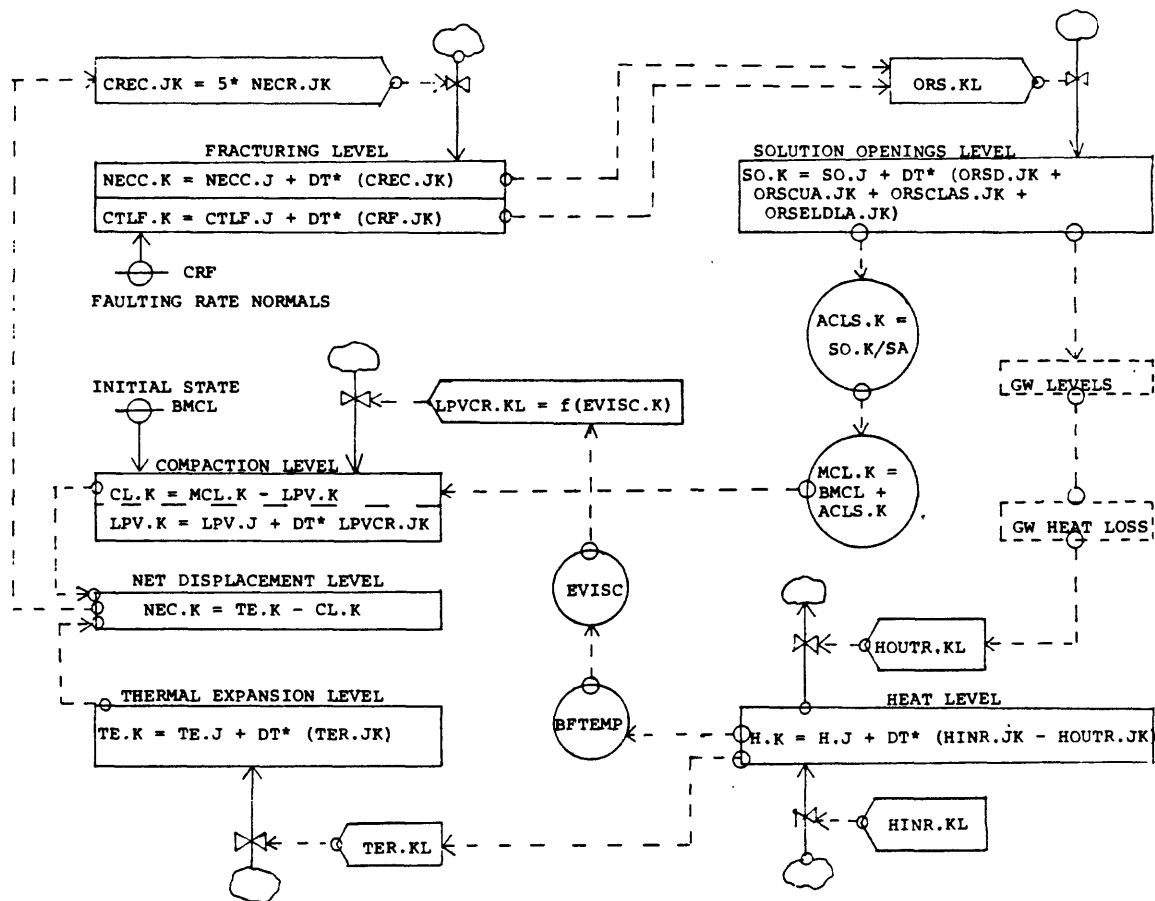 CREC.JK = 5* NECR.JK
ORS.KL
FRACTURING LEVEL
NECC.K = NECC.J + DT* (CREC.JK)
CTLF.K = CTLF.J + DT* (CRF.JK)
CRF
FAULTING RATE NORMALS
SOLUTION OPENINGS LEVEL
SO.K = SO.J + DT* (ORSD.JK +
ORSCUA.JK + ORSCLAS.JK +
ORSELDLA.JK)
ACLS.K =
SO.K/SA
GW LEVELS
INITIAL STATE
BMCL
LPVCR.KL = f(EVISC.K)
COMPACTION LEVEL
CL.K = MCL.K - LPV.K
LPV.K = LPV.J + DT* LPVCR.JK
MCL.K =
BMCL +
ACLS.K
GW HEAT LOSS
NET DISPLACEMENT LEVEL
NEC.K = TE.K - CL.K
EVISC
HOUTR.KL
THERMAL EXPANSION LEVEL
TE.K = TE.J + DT* (TER.JK)
BFTEMP
HEAT LEVEL
H.K = H.J + DT* (HINR.JK - HOUTR.JK)
TER.KL
HINR.KL